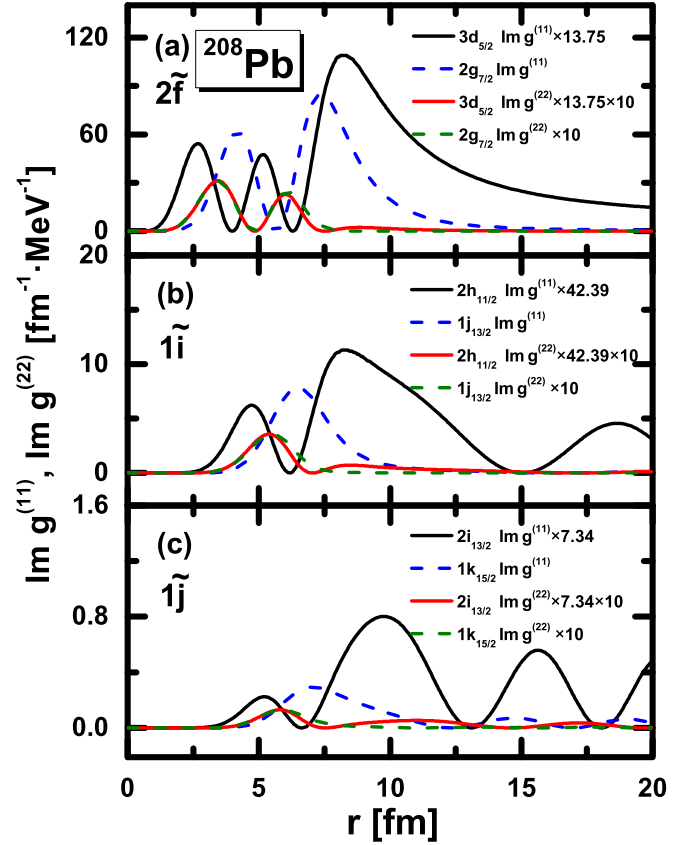 Im g⁽¹¹⁾, Im g⁽²²⁾ [fm⁻¹·MeV⁻¹]
120
60
0
(a)
²⁰⁸Pb
2f̃
3d₅/₂ Im g⁽¹¹⁾×13.75
2g₇/₂ Im g⁽¹¹⁾
3d₅/₂ Im g⁽²²⁾×13.75×10
2g₇/₂ Im g⁽²²⁾ ×10
20
10
0
(b)
1ĩ
2h₁₁/₂ Im g⁽¹¹⁾×42.39
1j₁₃/₂ Im g⁽¹¹⁾
2h₁₁/₂ Im g⁽²²⁾×42.39×10
1j₁₃/₂ Im g⁽²²⁾ ×10
1.6
0.8
0.0
(c)
1j̃
2i₁₃/₂ Im g⁽¹¹⁾×7.34
1k₁₅/₂ Im g⁽¹¹⁾
2i₁₃/₂ Im g⁽²²⁾×7.34×10
1k₁₅/₂ Im g⁽²²⁾ ×10
0 5 10 15 20
r [fm]